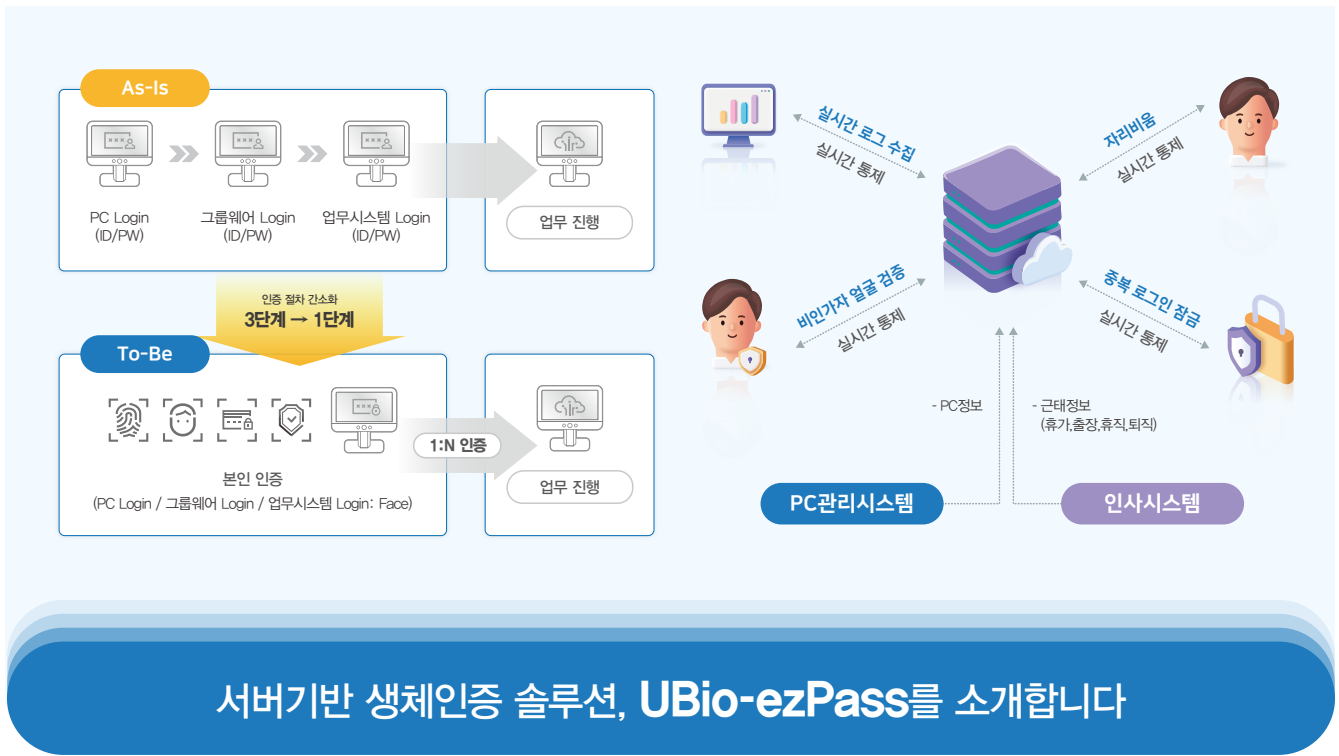 As-Is
PC Login
(ID/PW)
그룹웨어 Login
(ID/PW)
업무시스템 Login
(ID/PW)
업무 진행
인증 절차 간소화
3단계 → 1단계
To-Be
본인 인증
(PC Login / 그룹웨어 Login / 업무시스템 Login: Face)
1:N 인증
업무 진행
실시간 로그 수집
실시간 통제
자리비움
실시간 통제
비인가자 얼굴 검증
실시간 통제
중복 로그인 잠금
실시간 통제
- PC정보
- 근태정보
(휴가,출장,휴직,퇴직)
PC관리시스템
인사시스템
서버기반 생체인증 솔루션, UBio-ezPass를 소개합니다